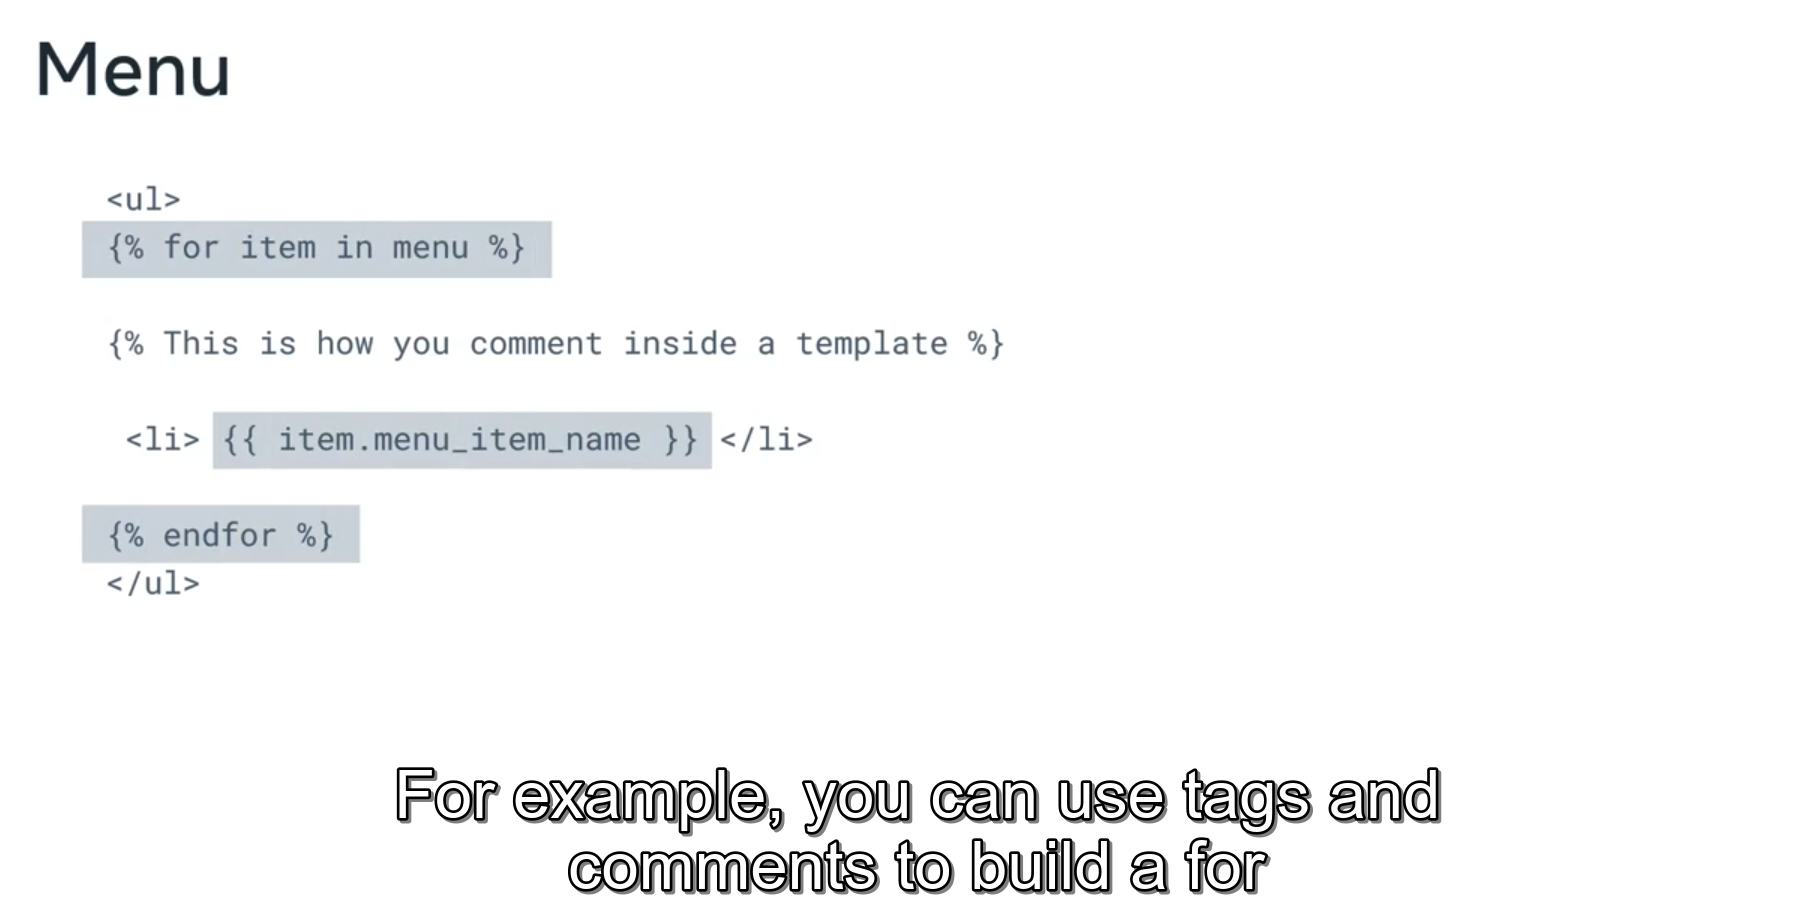 Menu
<ul>
{% for item in menu %}
{% This is how you comment inside a template %}
<li> {{ item.menu_item_name }} </li>
{% endfor %}
</ul>
For example, you can use tags and
comments to build a for